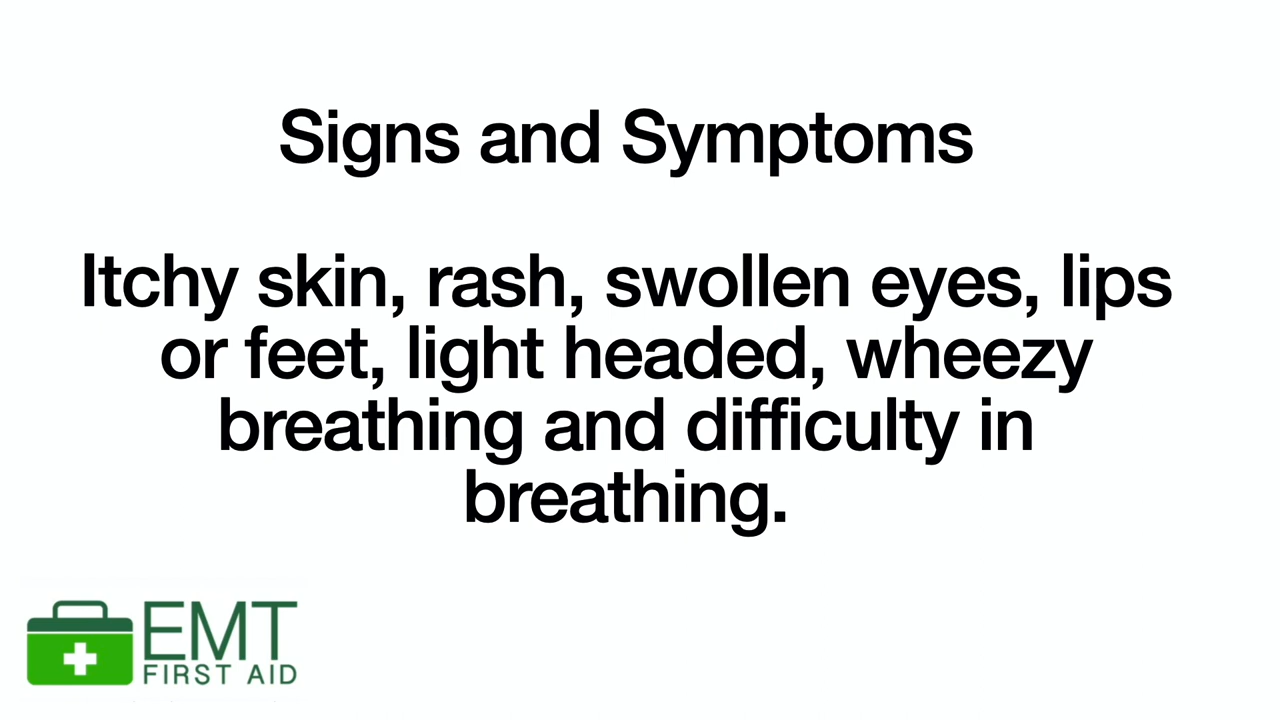 Signs and Symptoms
Itchy skin, rash, swollen eyes, lips
or feet, light headed, wheezy
breathing and difficulty in
breathing.
EMT
FIRST AID